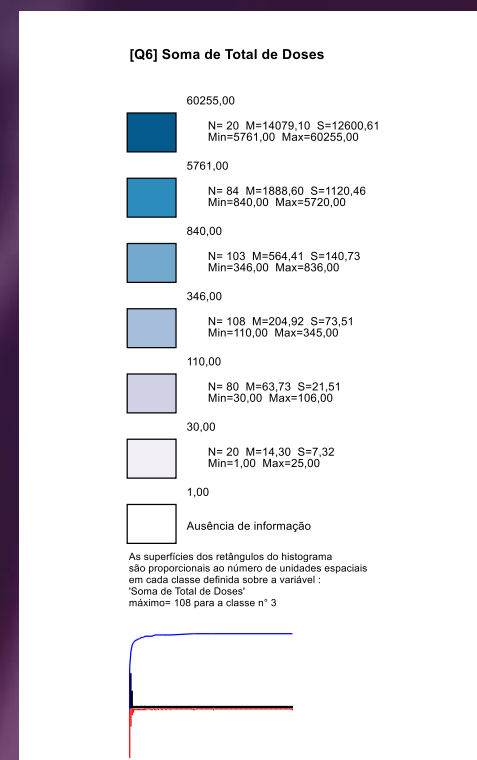 [Q6] Soma de Total de Doses
60255,00
N= 20 M=14079,10 S=12600,61
Min=5761,00 Max=60255,00
5761,00
N= 84 M=1888,60 S=1120,46
Min=840,00 Max=5720,00
840,00
N= 103 M=564,41 S=140,73
Min=346,00 Max=836,00
346,00
N= 108 M=204,92 S=73,51
Min=110,00 Max=345,00
110,00
N= 80 M=63,73 S=21,51
Min=30,00 Max=106,00
30,00
N= 20 M=14,30 S=7,32
Min=1,00 Max=25,00
1,00
Ausência de informação
As superfícies dos retângulos do histograma
são proporcionais ao número de unidades espaciais
em cada classe definida sobre a variável :
'Soma de Total de Doses'
máximo= 108 para a classe n° 3